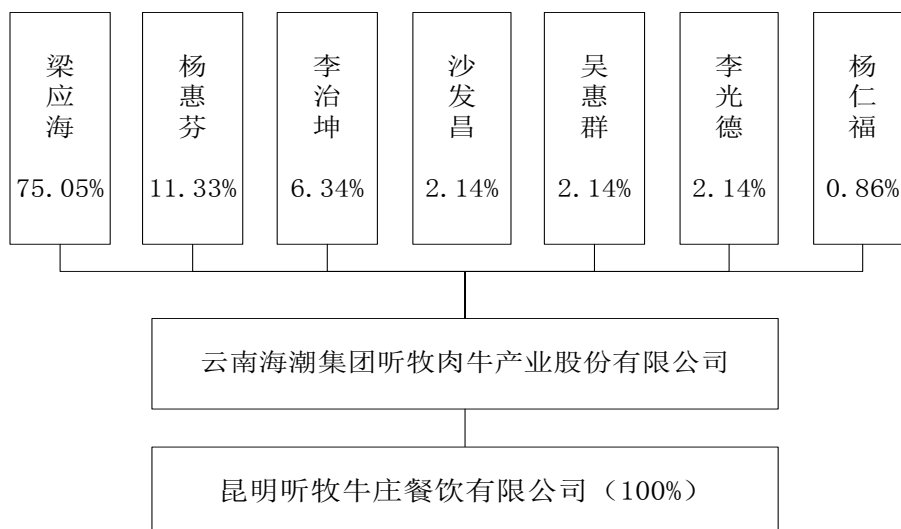 梁应海
75.05%
杨惠芬
11.33%
李治坤
6.34%
沙发昌
2.14%
吴惠群
2.14%
李光德
2.14%
杨仁福
0.86%
云南海潮集团听牧肉牛产业股份有限公司
昆明听牧牛庄餐饮有限公司（100%）